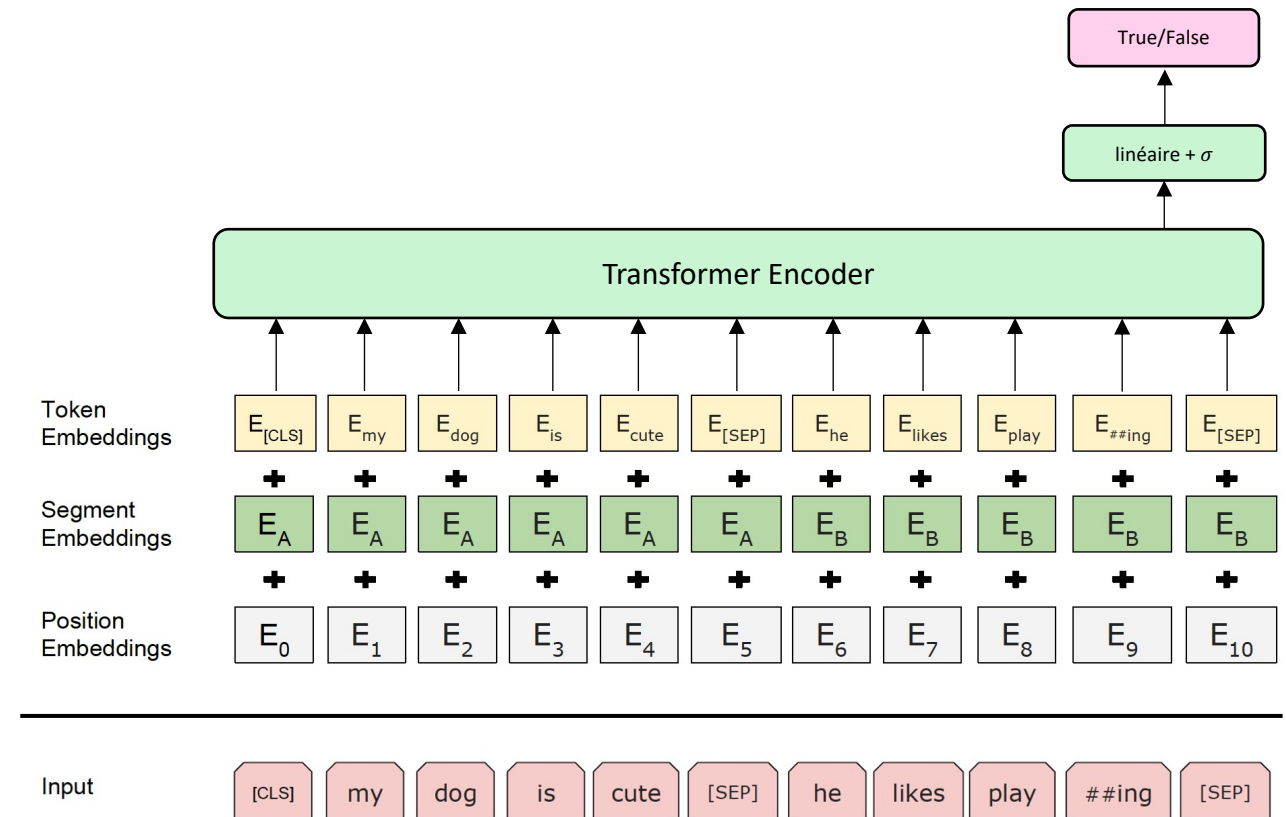 True/False
linéaire + σ
Transformer Encoder
Token
Embeddings
E[CLS] Emy Edog Eis Ecute E[SEP] Ehe Elikes Eplay E##ing E[SEP]
+ + + + + + + + + + +
Segment
Embeddings
EA EA EA EA EA EA EB EB EB EB EB
+ + + + + + + + + + +
Position
Embeddings
E0 E1 E2 E3 E4 E5 E6 E7 E8 E9 E10
Input
[CLS] my dog is cute [SEP] he likes play ##ing [SEP]